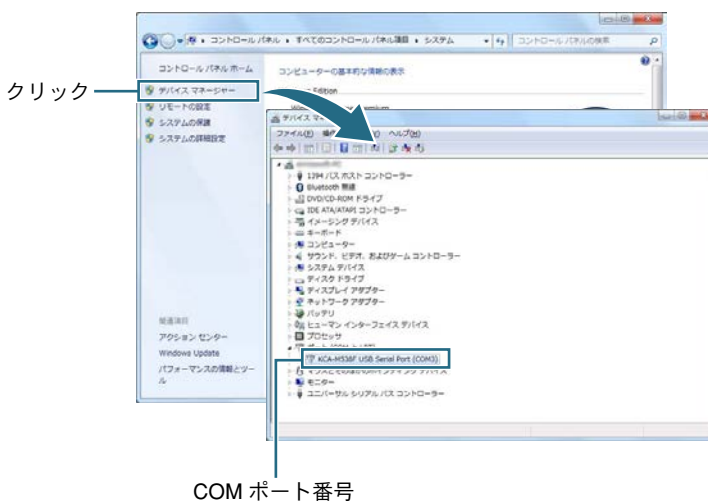 コントロール パネル ▸ すべてのコントロール パネル項目 ▸ システム
コントロール パネルの検索
コントロール パネル ホーム
コンピューターの基本的な情報の表示
クリック
デバイス マネージャー
Edition
リモートの設定
システムの保護
システムの詳細設定
デバイス マ
ファイル(F)
ヘルプ(H)
1394 バス ホスト コントローラー
Bluetooth 無線
DVD/CD-ROM ドライブ
IDE ATA/ATAPI コントローラー
イメージング デバイス
キーボード
コンピューター
サウンド、ビデオ、およびゲーム コントローラー
システム デバイス
ディスク ドライブ
ディスプレイ アダプター
ネットワーク アダプター
バッテリ
ヒューマン インターフェイス デバイス
プロセッサ
KCA-M538F USB Serial Port (COM3)
モニター
ユニバーサル シリアル バス コントローラー
関連項目
アクション センター
Windows Update
パフォーマンスの情報とツー
ル
COM ポート番号